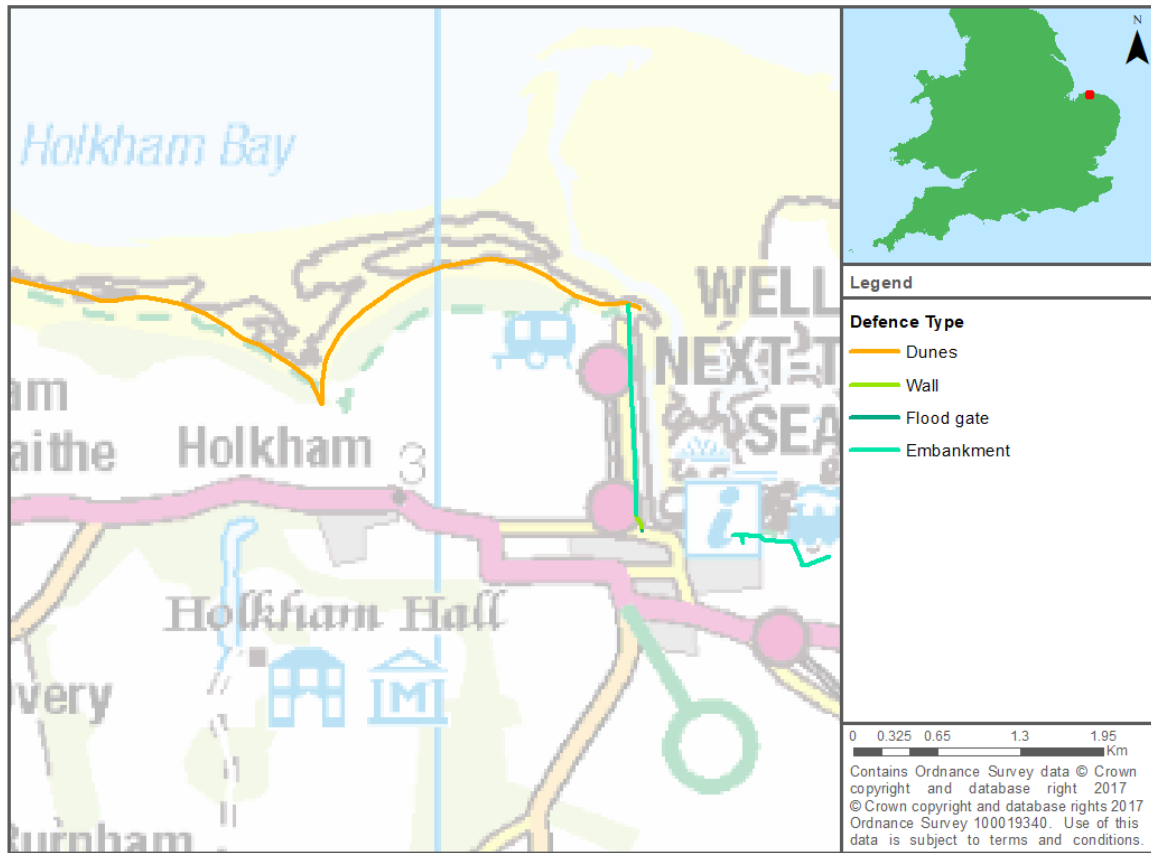 Holkham Bay
WELL
NEXT-T
SEA
am
aithe
Holkham
3
i
Holkham Hall
M
very
Burnham
N
Legend
Defence Type
Dunes
Wall
Flood gate
Embankment
0 0.325 0.65 1.3 1.95
Km
Contains Ordnance Survey data © Crown
copyright and database right 2017
© Crown copyright and database rights 2017
Ordnance Survey 100019340. Use of this
data is subject to terms and conditions.